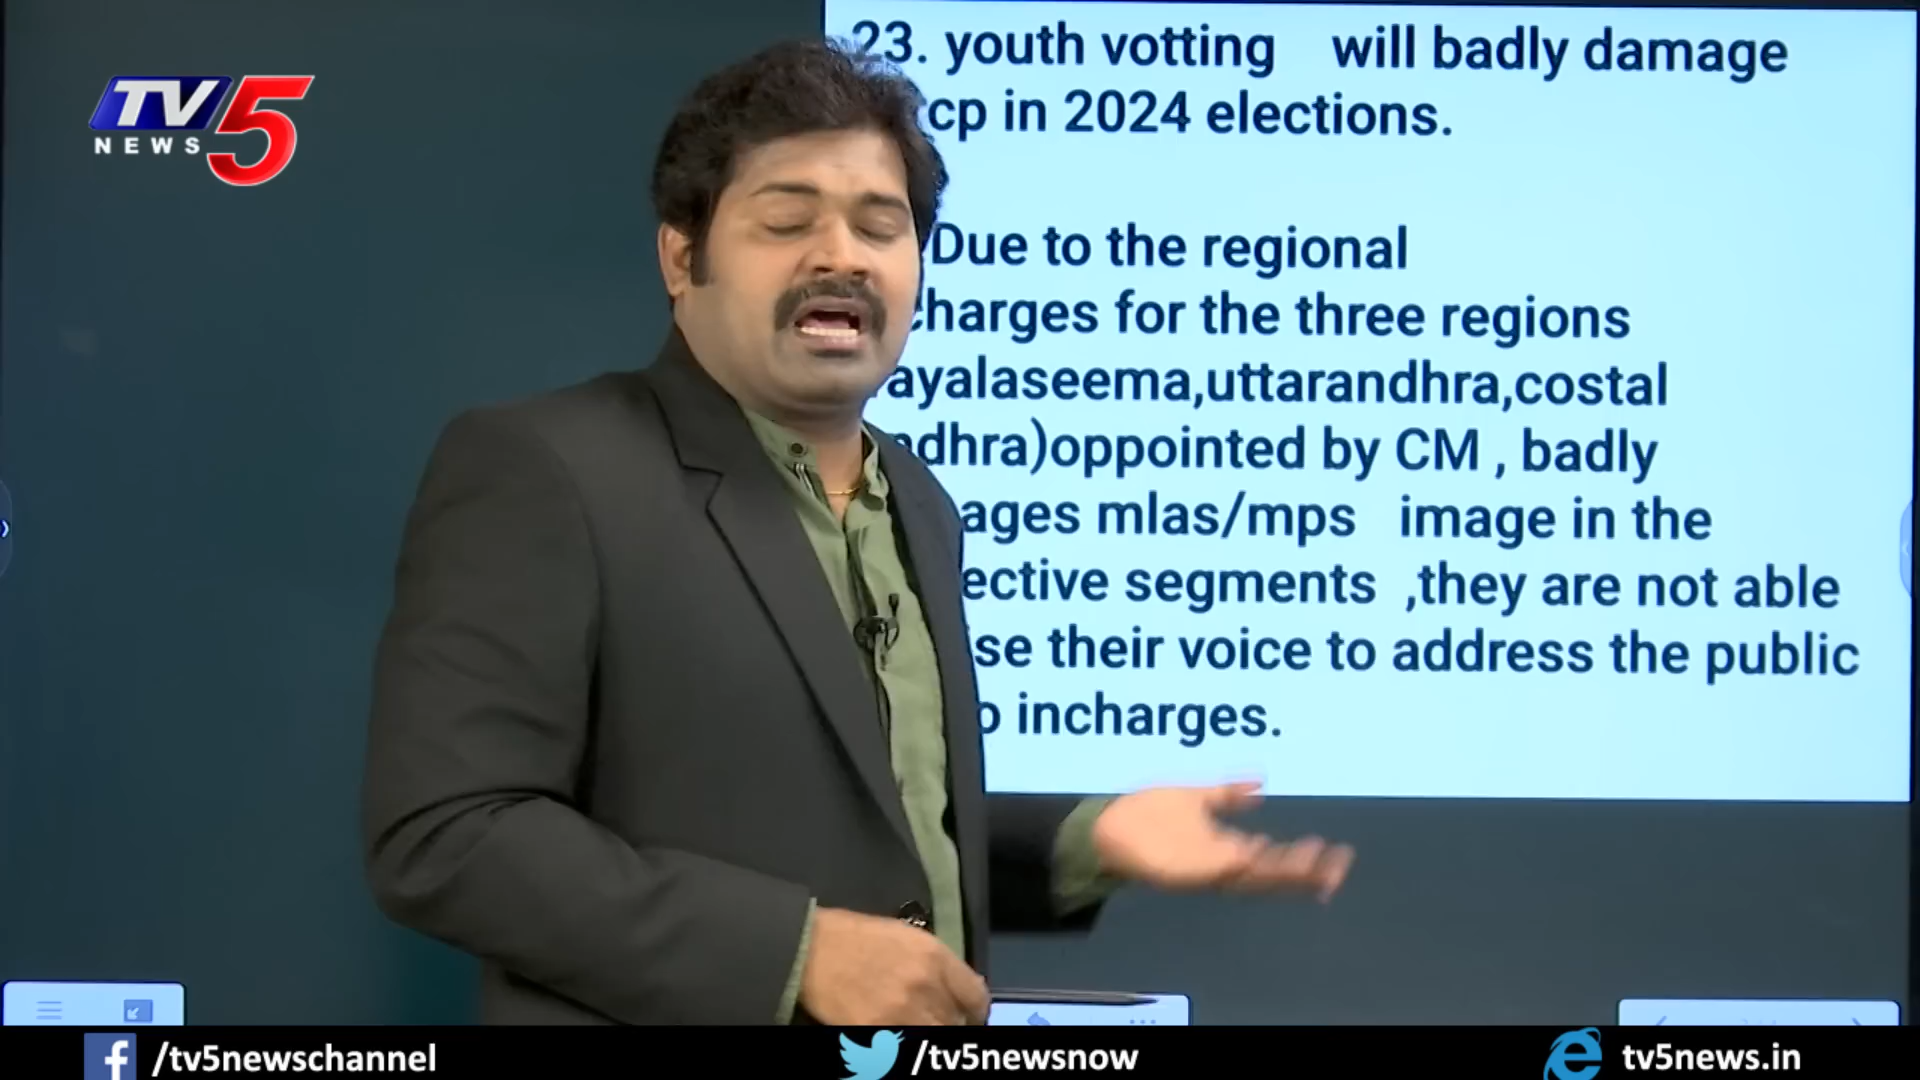 TV5
NEWS
23. youth votting will badly damage
cp in 2024 elections.
Due to the regional
charges for the three regions
ayalaseema,uttarandhra,costal
ndhra)oppointed by CM , badly
ages mlas/mps image in the
ective segments ,they are not able
se their voice to address the public
incharges.
/tv5newschannel
/tv5newsnow
tv5news.in